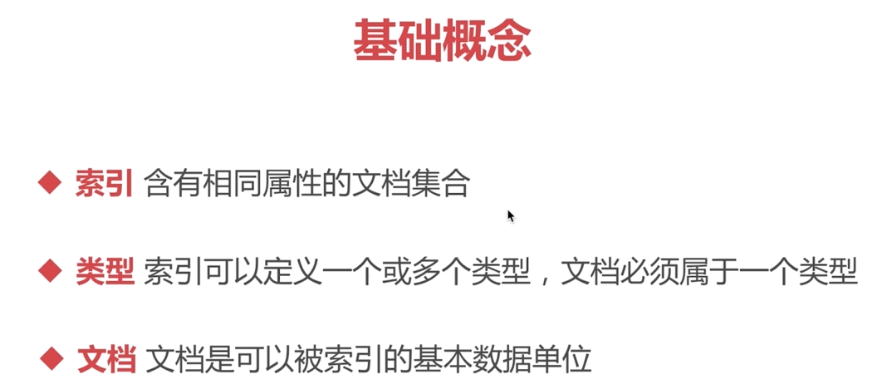 基础概念
索引 含有相同属性的文档集合
类型 索引可以定义一个或多个类型，文档必须属于一个类型
文档 文档是可以被索引的基本数据单位